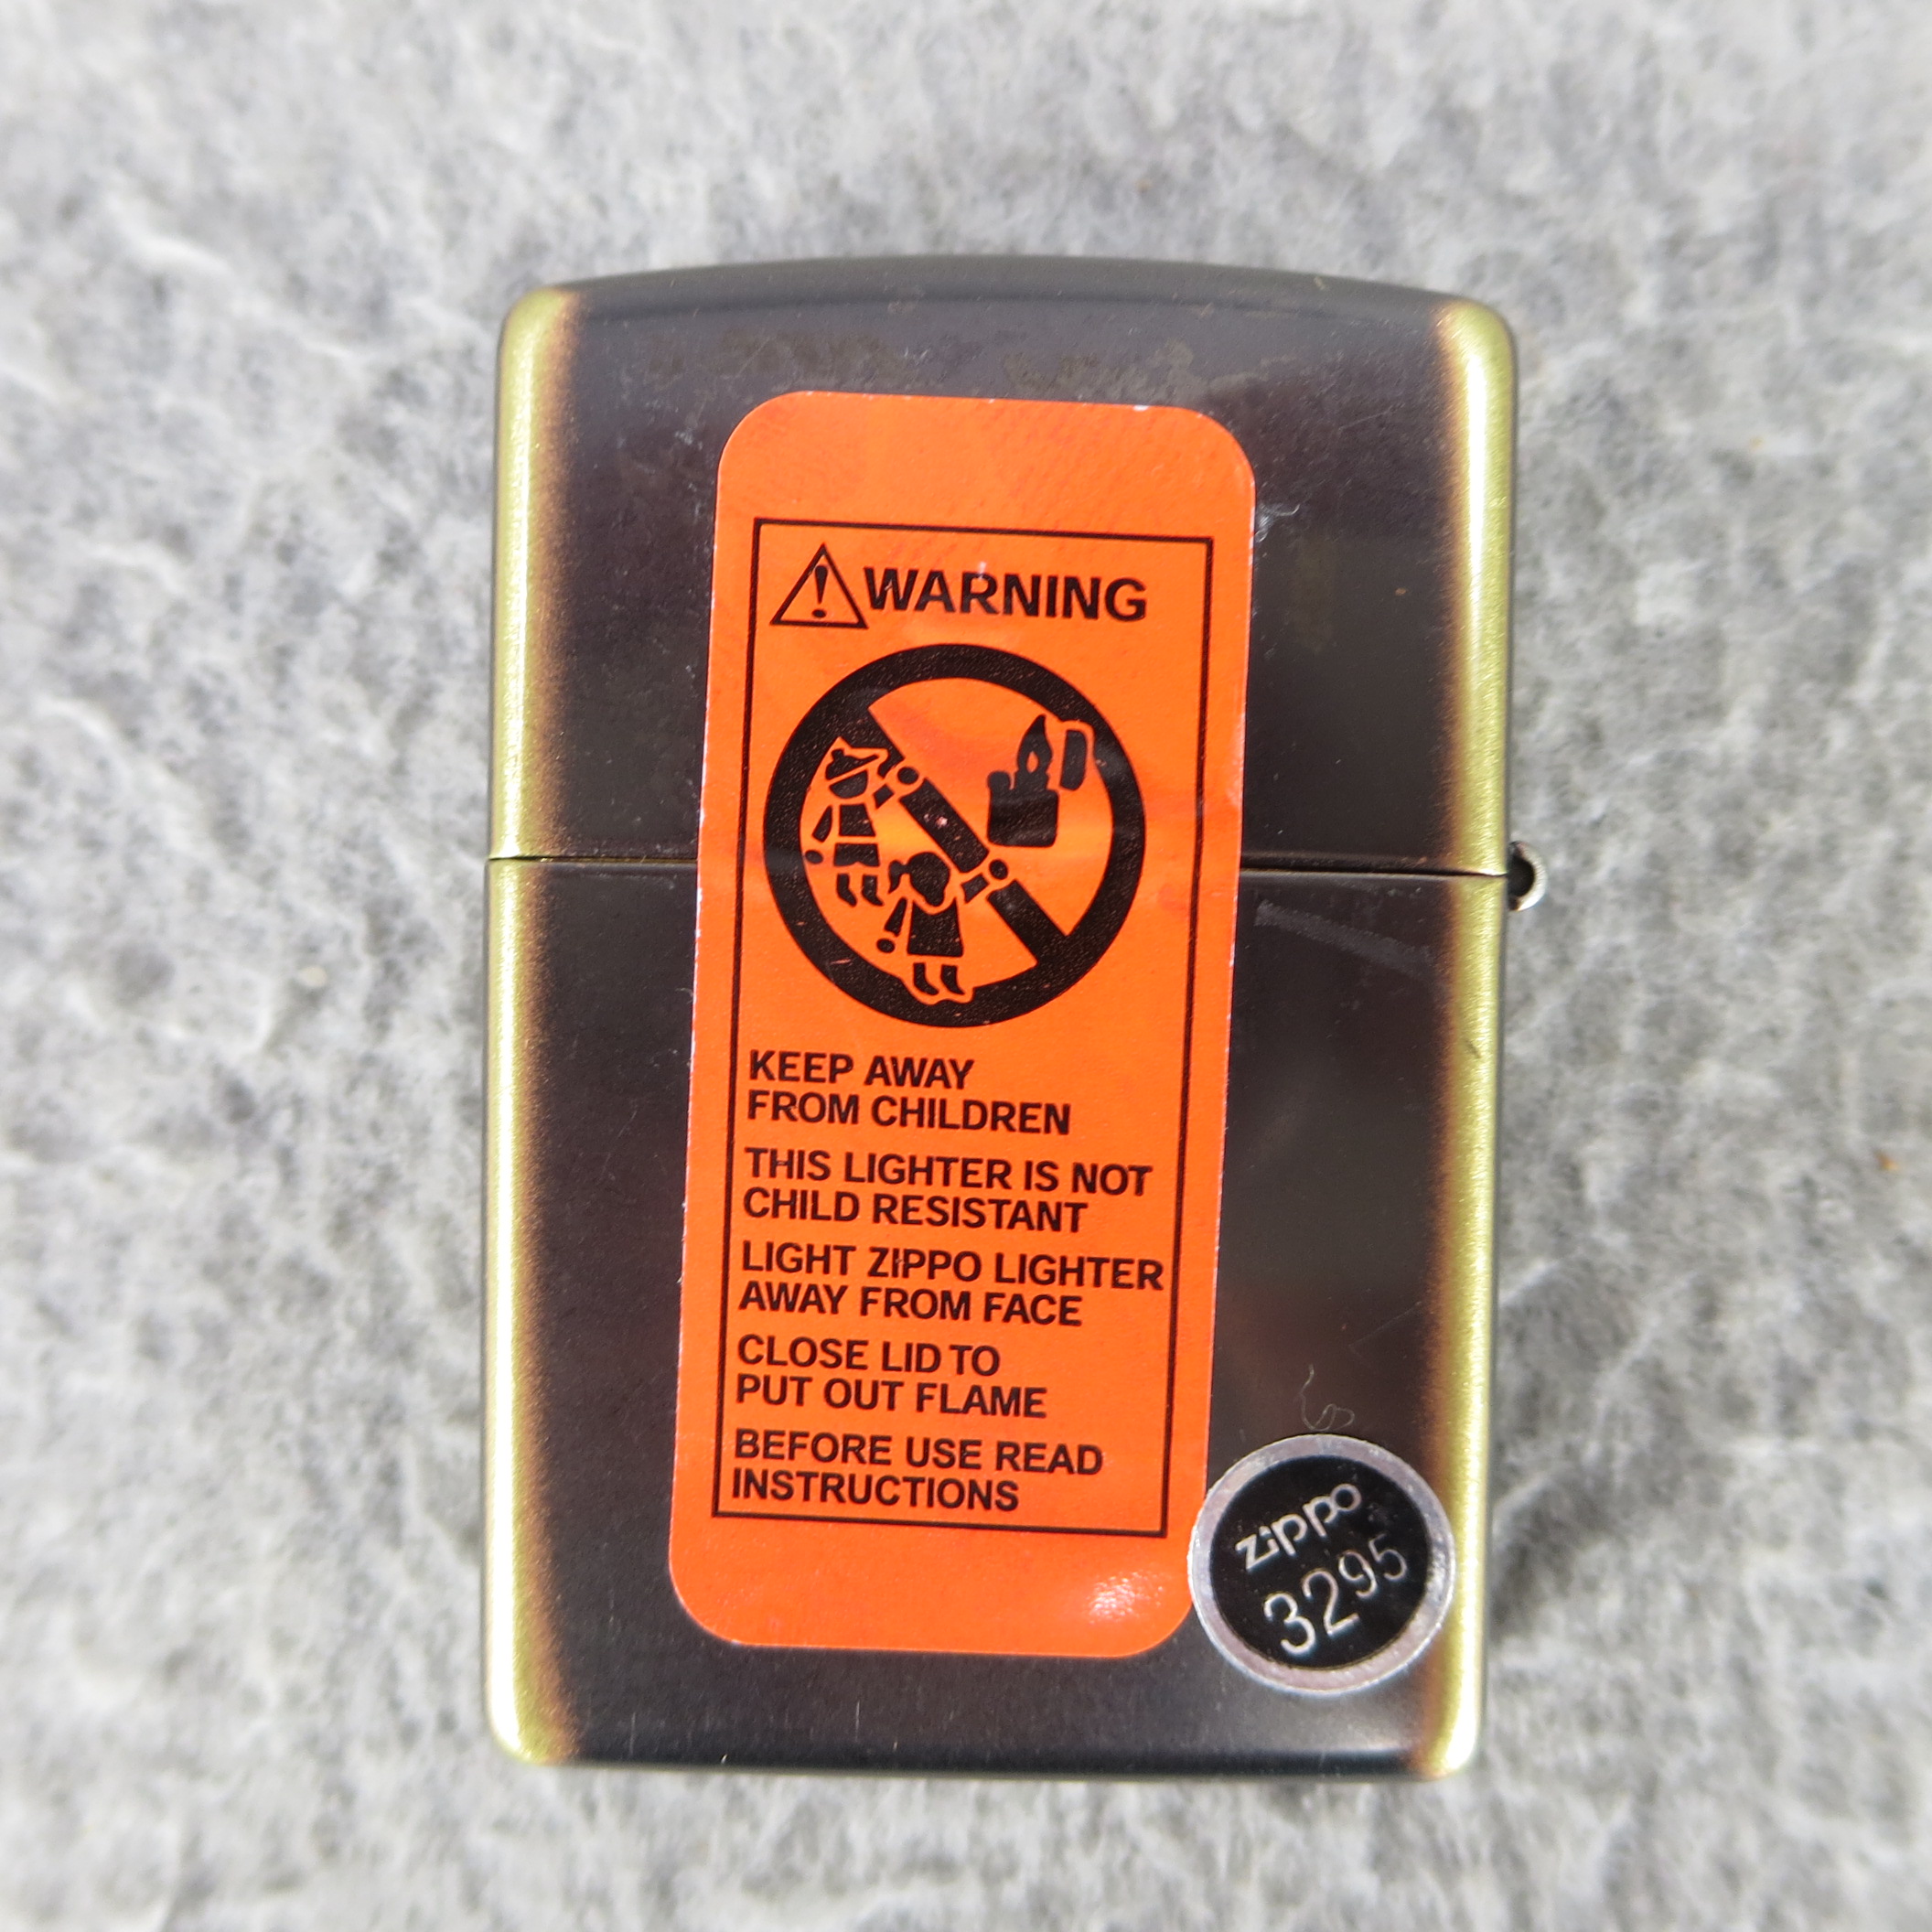 WARNING
KEEP AWAY
FROM CHILDREN
THIS LIGHTER IS NOT
CHILD RESISTANT
LIGHT ZIPPO LIGHTER
AWAY FROM FACE
CLOSE LID TO
PUT OUT FLAME
BEFORE USE READ
INSTRUCTIONS
zippo
3295